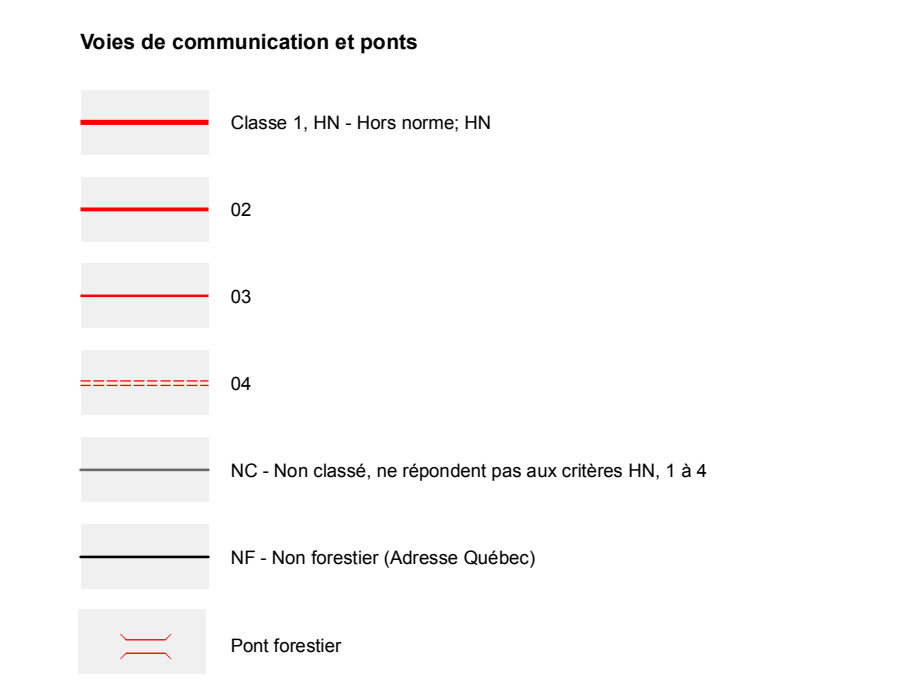 Voies de communication et ponts
Classe 1, HN - Hors norme; HN
02
03
04
NC - Non classé, ne répondent pas aux critères HN, 1 à 4
NF - Non forestier (Adresse Québec)
Pont forestier